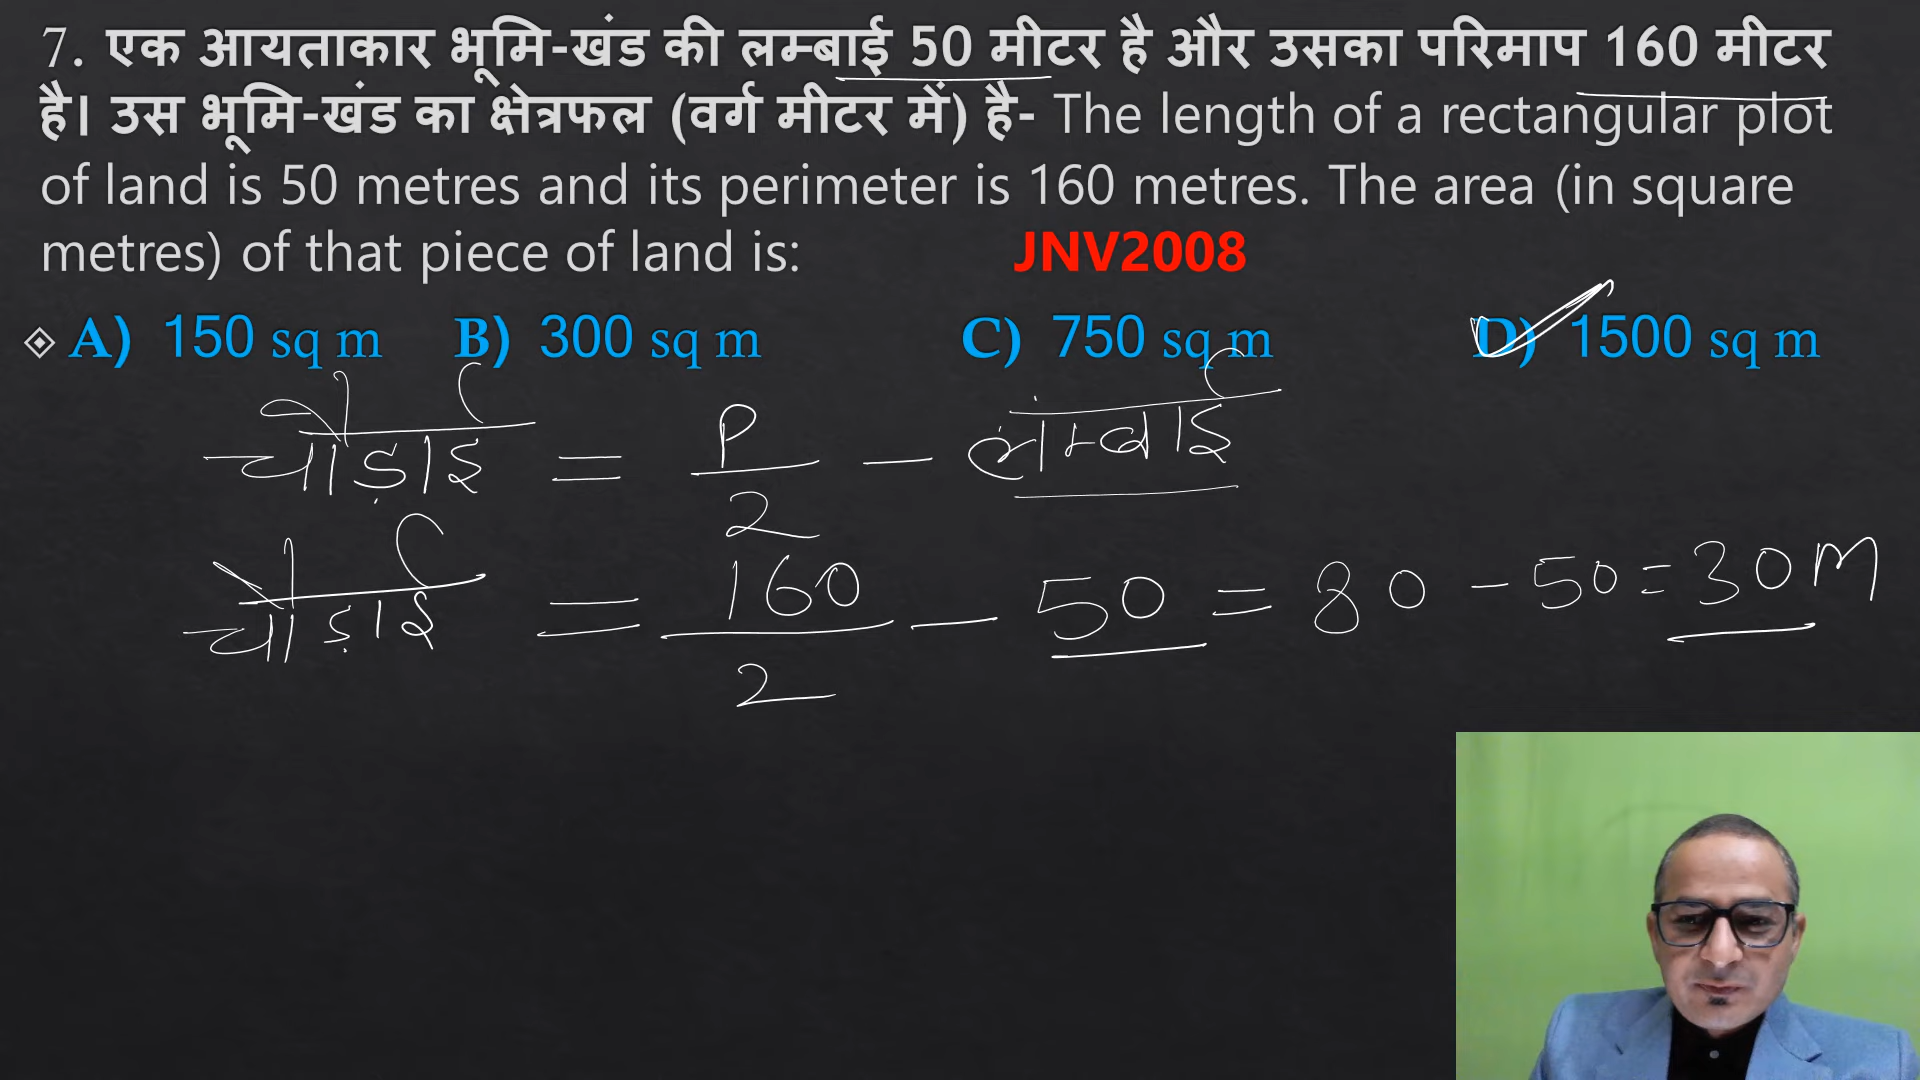 7. एक आयताकार भूमि-खंड की लम्बाई 50 मीटर है और उसका परिमाप 160 मीटर
है। उस भूमि-खंड का क्षेत्रफल (वर्ग मीटर में) है- The length of a rectangular plot
of land is 50 metres and its perimeter is 160 metres. The area (in square
metres) of that piece of land is: JNV2008
A) 150 sq m B) 300 sq m C) 750 sq m D) 1500 sq m
चौड़ाई = P/2 - लम्बाई
चौड़ाई = 160/2 - 50 = 80 - 50 = 30 M